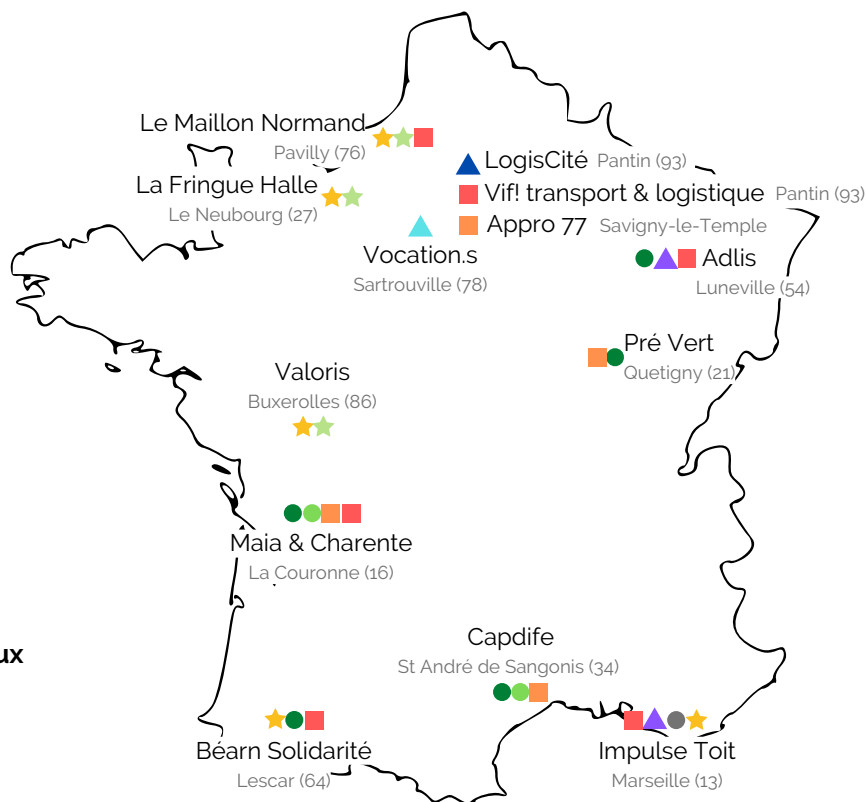 Le Maillon Normand
Pavilly (76)
La Fringue Halle
Le Neubourg (27)
LogisCité Pantin (93)
Vif! transport & logistique Pantin (93)
Appro 77 Savigny-le-Temple
Vocation.s
Sartrouville (78)
Adlis
Luneville (54)
Pré Vert
Quetigny (21)
Valoris
Buxerolles (86)
Maia & Charente
La Couronne (16)
Capdife
St André de Sangonis (34)
ux
Béarn Solidarité
Lescar (64)
Impulse Toit
Marseille (13)